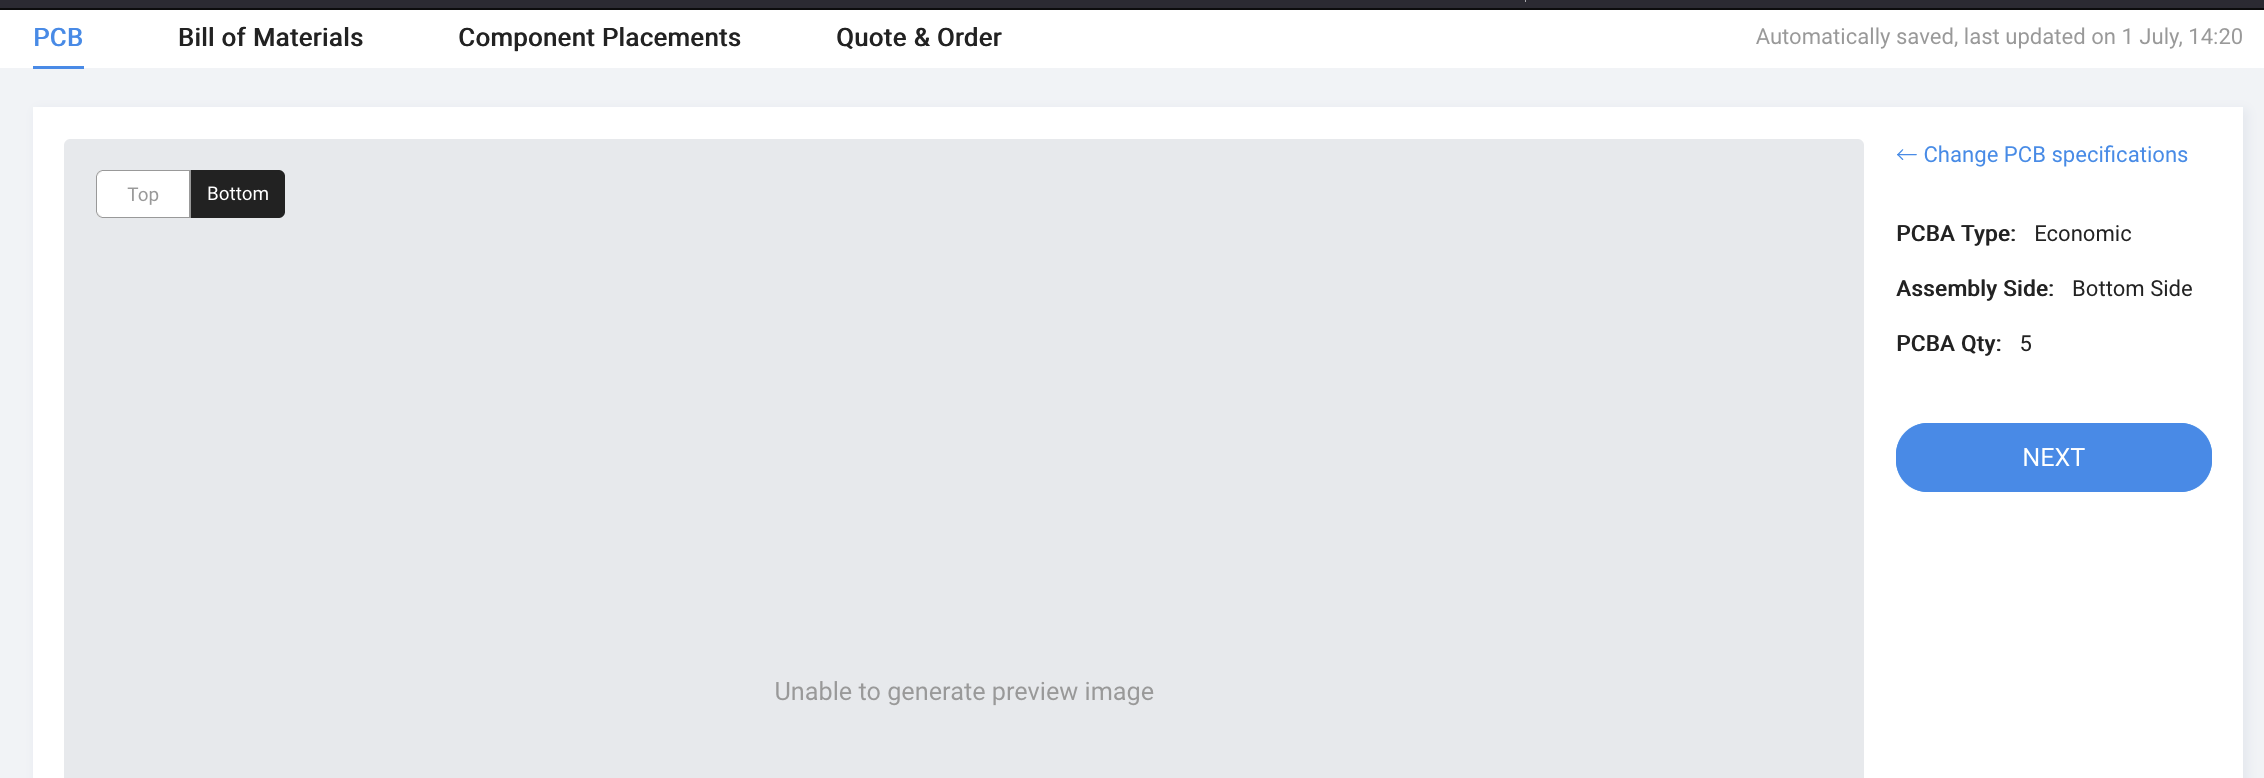 PCB Bill of Materials Component Placements Quote & Order Automatically saved, last updated on 1 July, 14:20
Top Bottom
Unable to generate preview image
← Change PCB specifications
PCBA Type: Economic
Assembly Side: Bottom Side
PCBA Qty: 5
NEXT